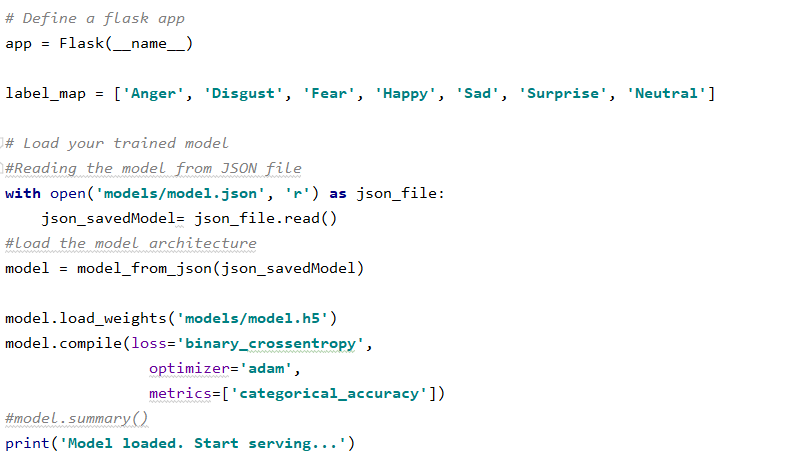 # Define a flask app
app = Flask(__name__)
label_map = ['Anger', 'Disgust', 'Fear', 'Happy', 'Sad', 'Surprise', 'Neutral']
# Load your trained model
#Reading the model from JSON file
with open('models/model.json', 'r') as json_file:
    json_savedModel= json_file.read()
#load the model architecture
model = model_from_json(json_savedModel)
model.load_weights('models/model.h5')
model.compile(loss='binary_crossentropy',
              optimizer='adam',
              metrics=['categorical_accuracy'])
#model.summary()
print('Model loaded. Start serving...')